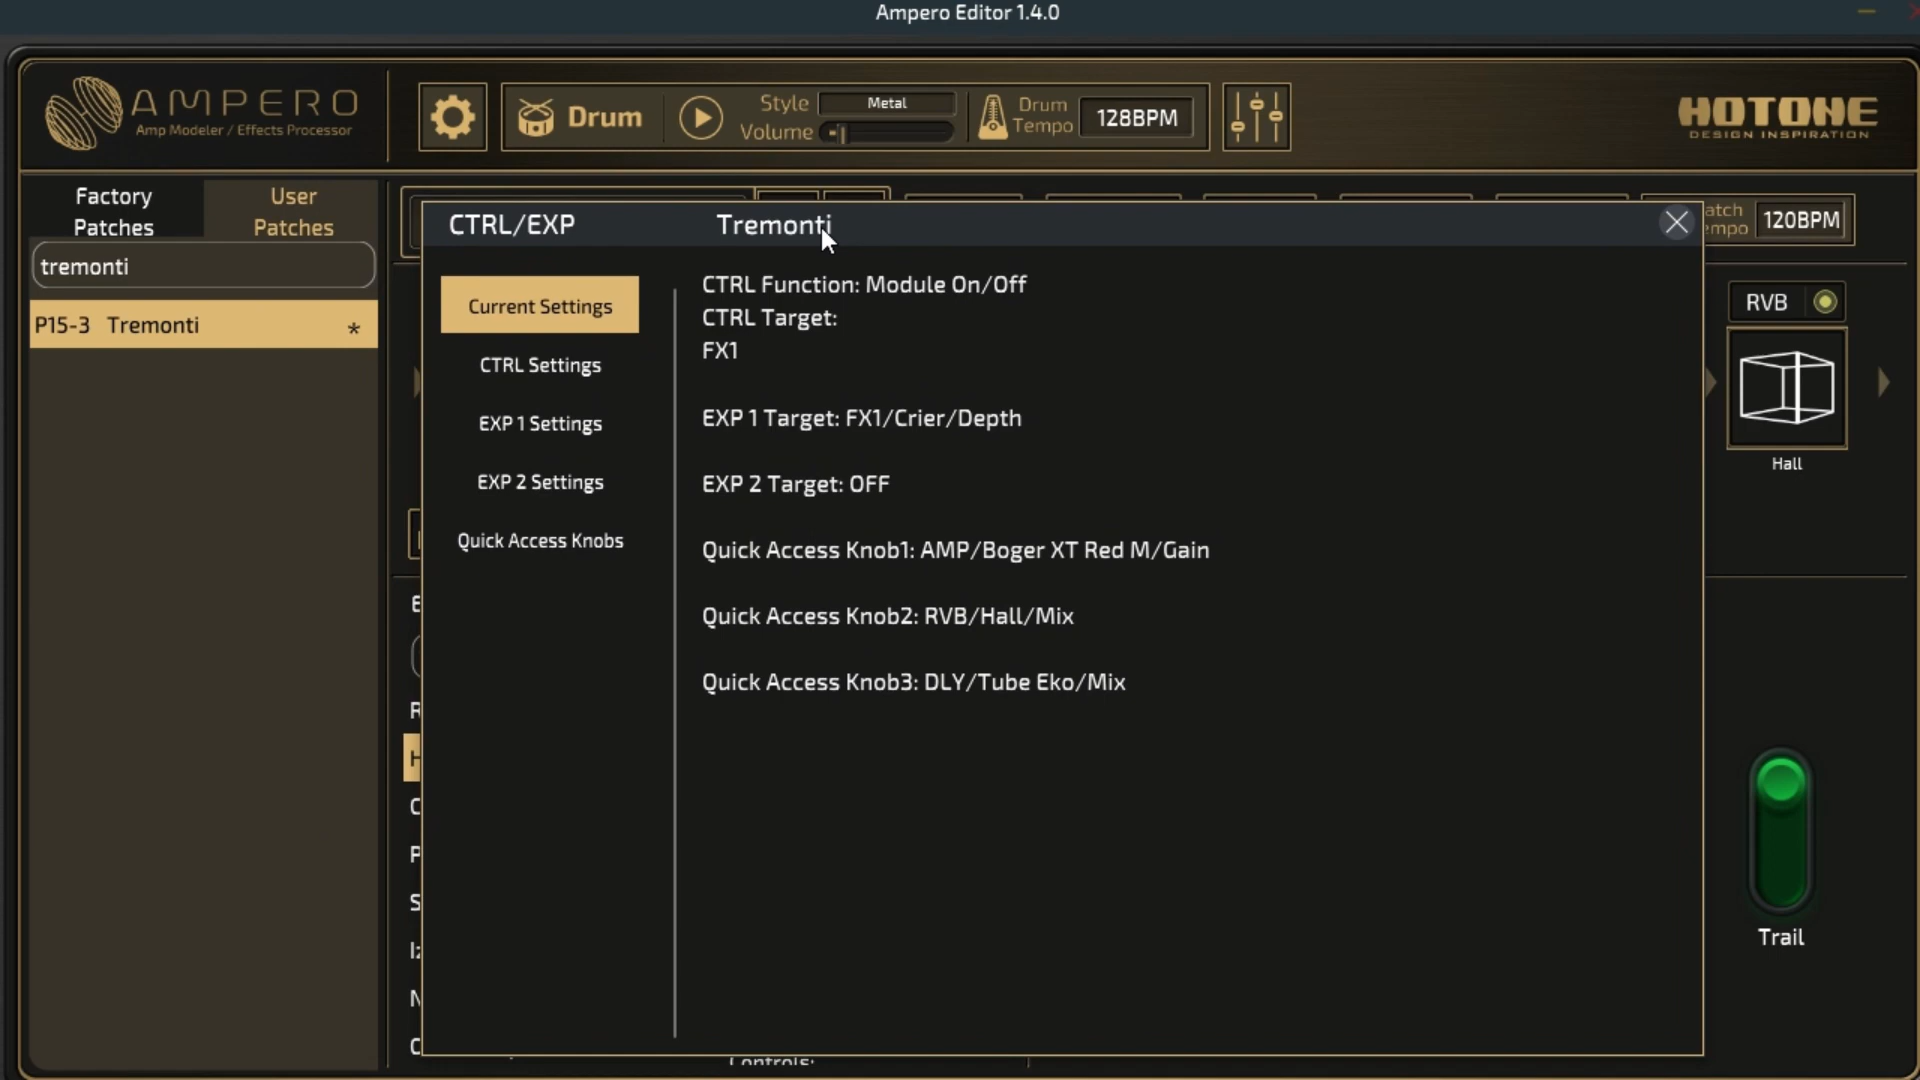 Ampero Editor 1.4.0
AMPERO
Amp Modeler / Effects Processor
Drum
Style
Metal
Volume
Drum
Tempo
128BPM
HOTONE
DESIGN INSPIRATION
Factory
Patches
User
Patches
tremonti
P15-3 Tremonti *
CTRL/EXP
Tremonti
120BPM
Current Settings
CTRL Settings
EXP 1 Settings
EXP 2 Settings
Quick Access Knobs
CTRL Function: Module On/Off
CTRL Target:
FX1
EXP 1 Target: FX1/Crier/Depth
EXP 2 Target: OFF
Quick Access Knob1: AMP/Boger XT Red M/Gain
Quick Access Knob2: RVB/Hall/Mix
Quick Access Knob3: DLY/Tube Eko/Mix
RVB
Hall
Trail
Controls: